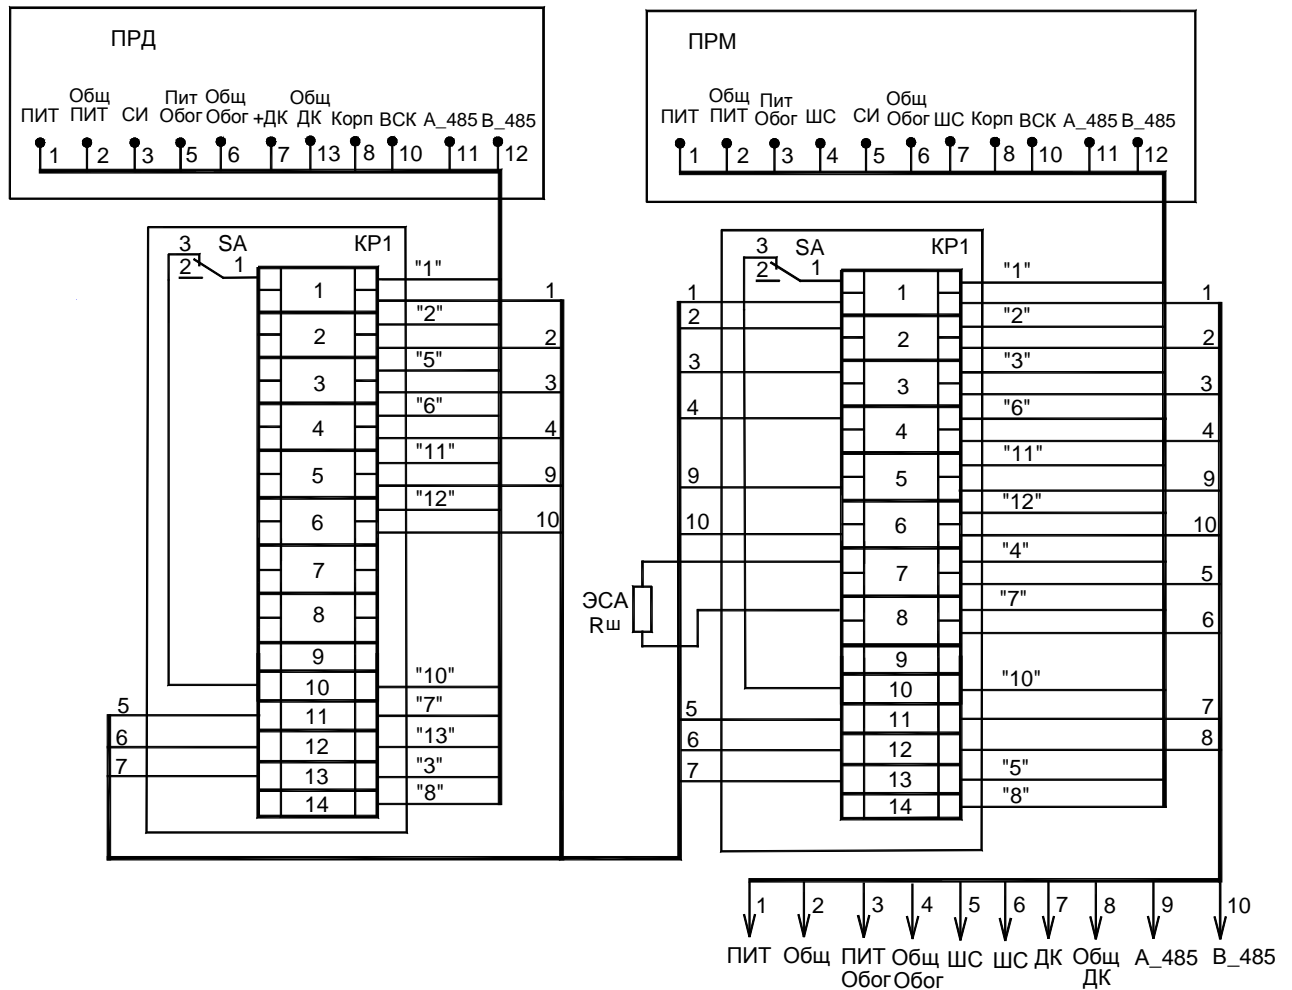 ПРД
ПИТ Общ ПИТ СИ Пит Обог Общ Обог +ДК Общ ДК Корп ВСК А_485 В_485
1 2 3 5 6 7 13 8 10 11 12
ПРМ
ПИТ Общ ПИТ Пит Обог ШС СИ Общ Обог ШС Корп ВСК А_485 В_485
1 2 3 4 5 6 7 8 10 11 12
3 SA КР1
2 1
"1"
1 1
"2"
2 2
"5"
3 3
"6"
4 4
"11"
5 9
"12"
6 10
7
8
9
10 "10"
5 11 "7"
6 12 "13"
7 13 "3"
14 "8"
3 SA КР1
2 1
"1"
1 1 1
2 "2"
2 2
3 "3"
3 3
4 "6"
4 4
"11"
9 5 9
"12"
10 6 10
"4"
7 5
ЭСА
Rш
"7"
8 6
9
10 "10"
5 11 7
6 12 8
7 13 "5"
14 "8"
1 2 3 4 5 6 7 8 9 10
ПИТ Общ ПИТ Обог Общ Обог ШС ШС ДК Общ ДК А_485 В_485